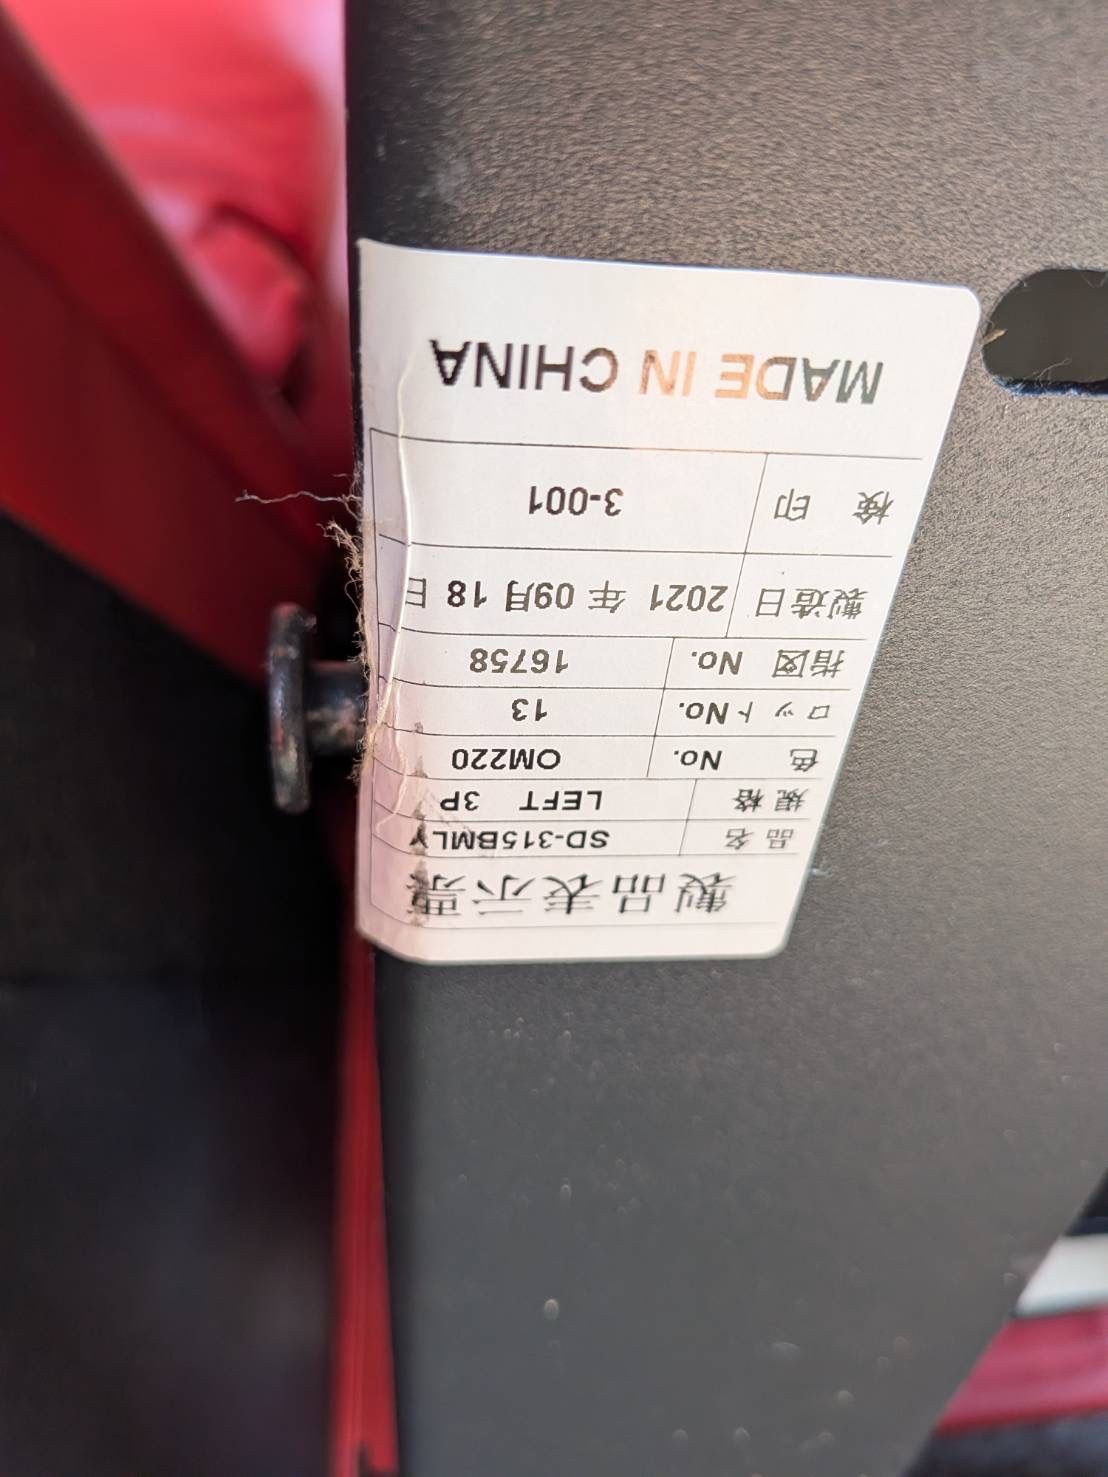 製品表示票
品名 SD-315BMLY
規格 LEFT 3P
色 No. OM220
ロットNo. 13
指図 No. 16758
製造日 2021 年 09月 18 日
検 印 3-001
MADE IN CHINA